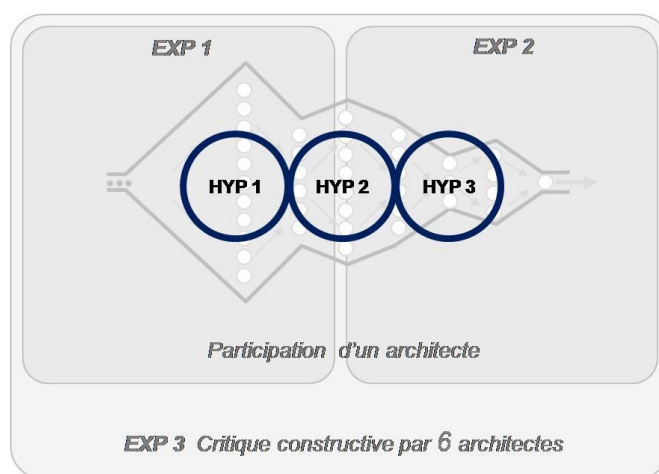 EXP 1
EXP 2
HYP 1
HYP 2
HYP 3
Participation d'un architecte
EXP 3 Critique constructive par 6 architectes